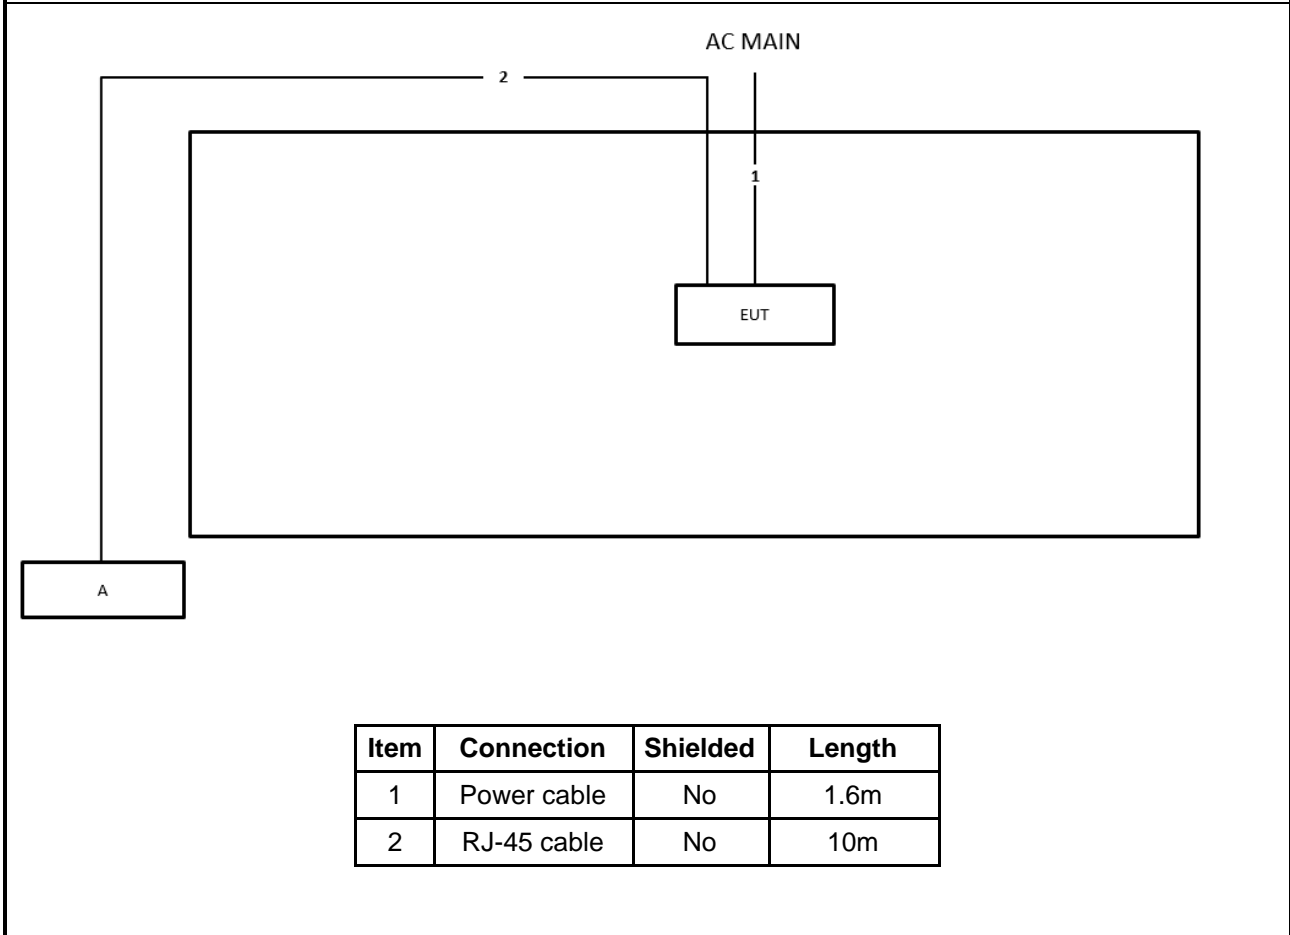 AC MAIN
2
1
EUT
A
Item Connection Shielded Length
1 Power cable No 1.6m
2 RJ-45 cable No 10m